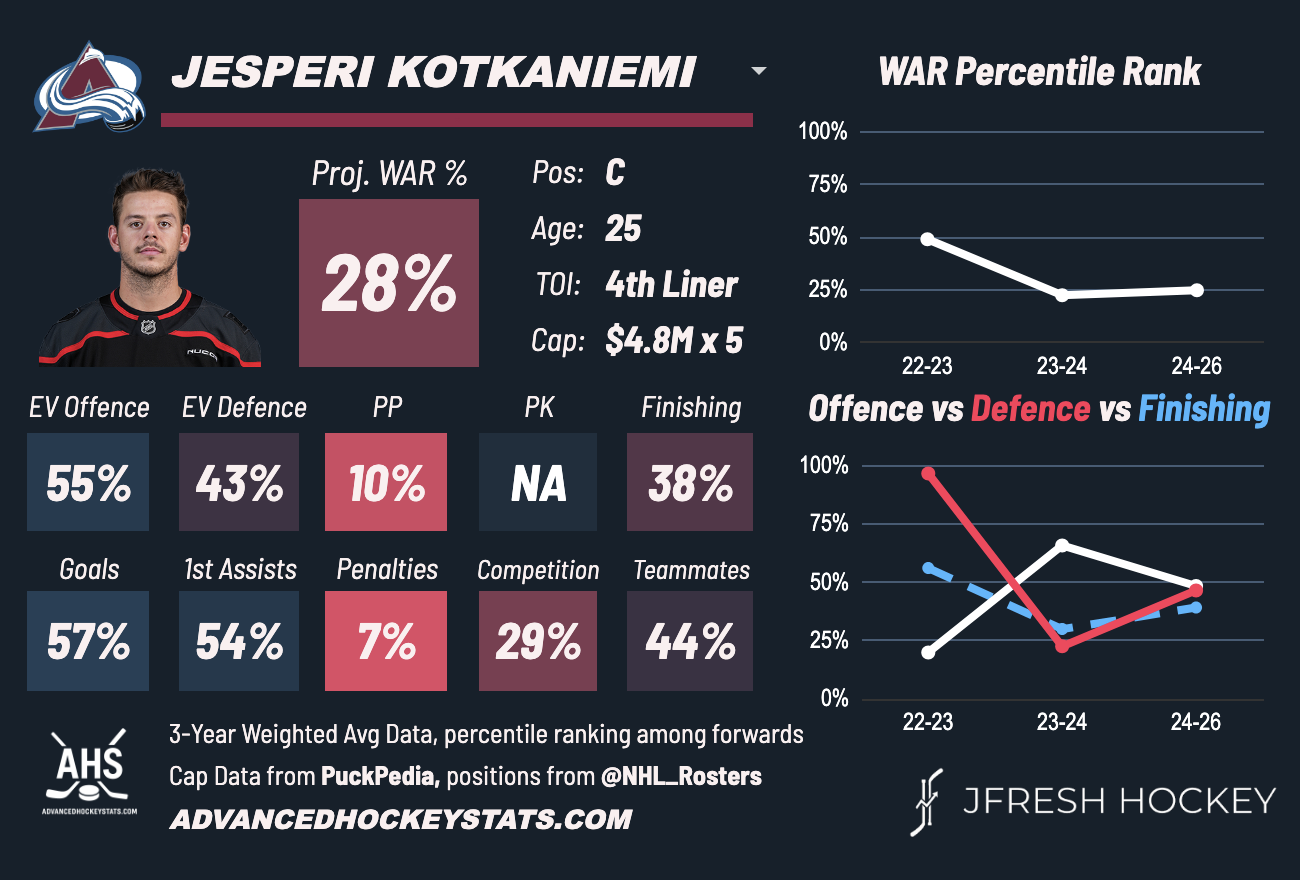 JESPERI KOTKANIEMI
WAR Percentile Rank
Proj. WAR %
28%
Pos: C
Age: 25
TOI: 4th Liner
Cap: $4.8M x 5
100%
75%
50%
25%
0%
22-23 23-24 24-26
EV Offence EV Defence PP PK Finishing
55% 43% 10% NA 38%
Goals 1st Assists Penalties Competition Teammates
57% 54% 7% 29% 44%
Offence vs Defence vs Finishing
100%
75%
50%
25%
0%
22-23 23-24 24-26
AHS
ADVANCEDHOCKEYSTATS.COM
3-Year Weighted Avg Data, percentile ranking among forwards
Cap Data from PuckPedia, positions from @NHL_Rosters
ADVANCEDHOCKEYSTATS.COM
JFRESH HOCKEY